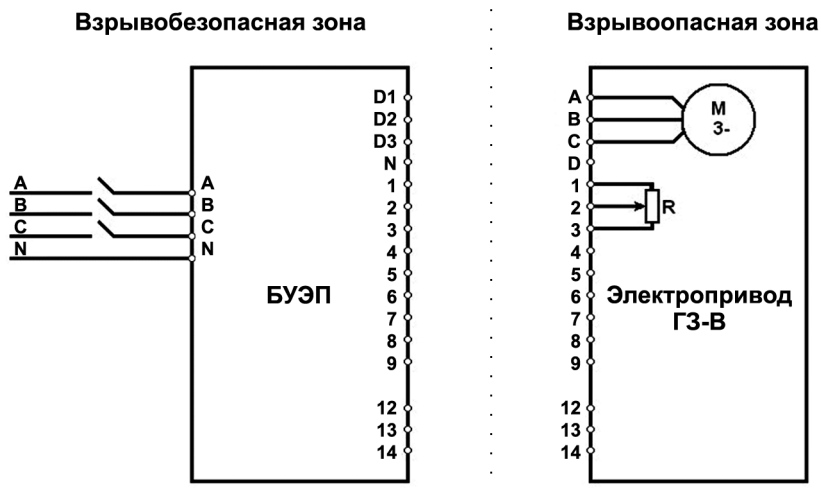 Взрывобезопасная зона
Взрывоопасная зона
A
B
C
N
A
B
C
N
БУЭП
D1
D2
D3
N
1
2
3
4
5
6
7
8
9
12
13
14
A
B
C
D
1
2
3
4
5
6
7
8
9
12
13
14
М
3-
R
Электропривод
ГЗ-В